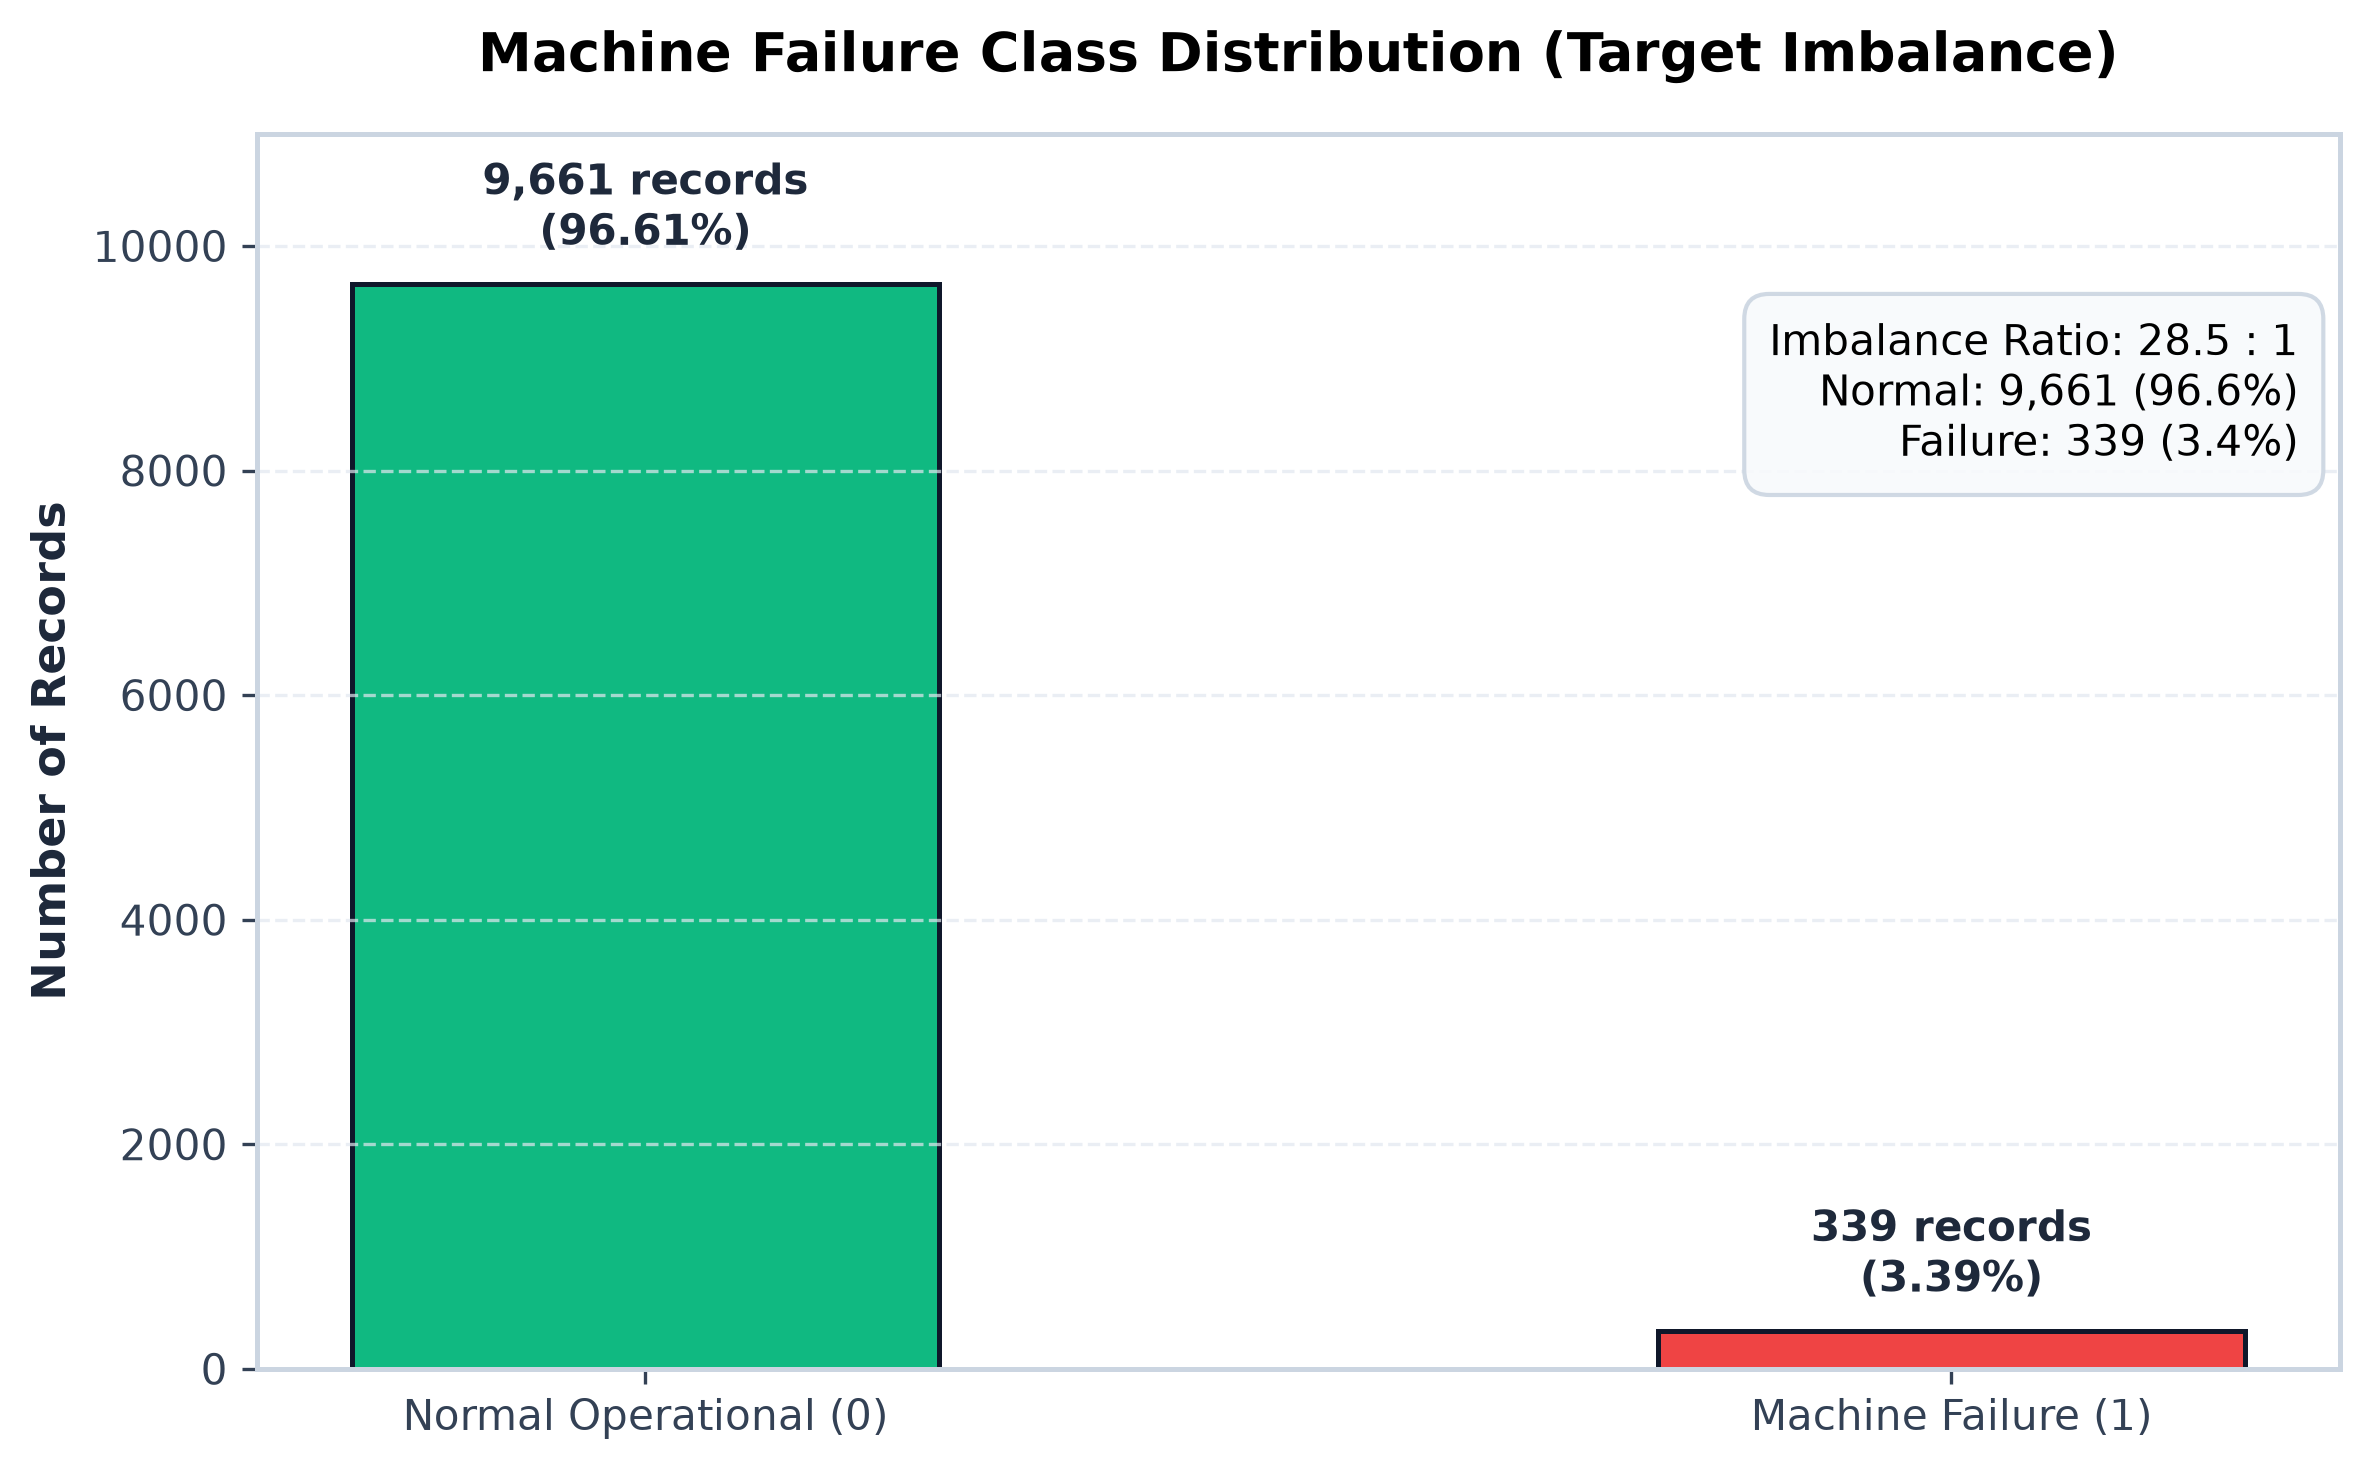 Machine Failure Class Distribution (Target Imbalance)
9,661 records
(96.61%)
Imbalance Ratio: 28.5 : 1
Normal: 9,661 (96.6%)
Failure: 339 (3.4%)
339 records
(3.39%)
Number of Records
10000
8000
6000
4000
2000
0
Normal Operational (0)
Machine Failure (1)